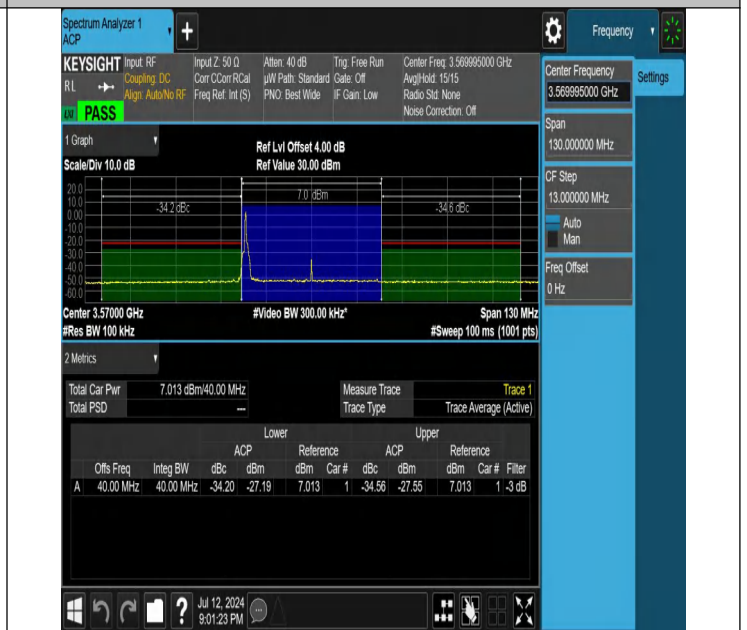 Spectrum Analyzer 1
ACP
Frequency
KEYSIGHT Input: RF Input Z: 50 Ω Atten: 40 dB Trig: Free Run Center Freq: 3.569995000 GHz
RL Coupling: DC Corr CCorr RCal µW Path: Standard Gate: Off Avg|Hold: 15/15
Align: Auto/No RF Freq Ref: Int (S) PNO: Best Wide IF Gain: Low Radio Std: None
PASS Noise Correction: Off
Center Frequency
3.569995000 GHz
Settings
Span
130.000000 MHz
CF Step
13.000000 MHz
Auto
Man
Freq Offset
0 Hz
1 Graph
Ref Lvl Offset 4.00 dB
Scale/Div 10.0 dB Ref Value 30.00 dBm
20.0
10.0
0.00
-10.0
-20.0
-30.0
-40.0
-50.0
-60.0
-34.2 dBc 7.0 dBm -34.6 dBc
Center 3.57000 GHz #Video BW 300.00 kHz* Span 130 MHz
#Res BW 100 kHz #Sweep 100 ms (1001 pts)
2 Metrics
Total Car Pwr 7.013 dBm/40.00 MHz Measure Trace Trace 1
Total PSD --- Trace Type Trace Average (Active)
Lower Upper
ACP Reference ACP Reference
Offs Freq Integ BW dBc dBm dBm Car # dBc dBm dBm Car # Filter
A 40.00 MHz 40.00 MHz -34.20 -27.19 7.013 1 -34.56 -27.55 7.013 1 -3 dB
? Jul 12, 2024
9:01:23 PM